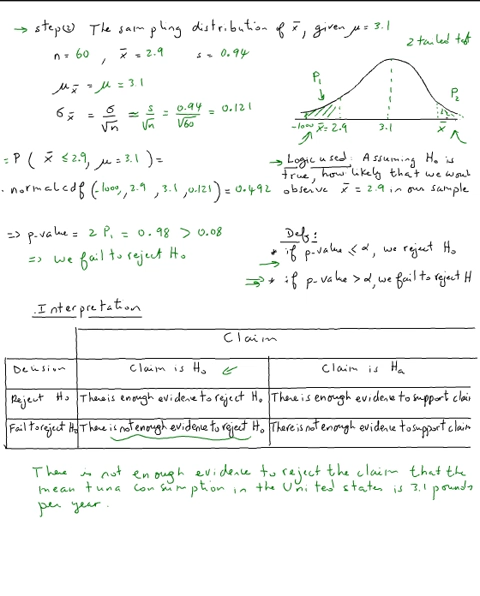 → step② The sampling distribution of x̄, given μ = 3.1
2 tailed test
n = 60 , x̄ = 2.9 s = 0.94
μx̄ = μ = 3.1
σx̄ = σ/√n ≈ s/√n = 0.94/√60 = 0.121
P₁
P₂
-1000 x̄ = 2.9 3.1 x̄
= P ( x̄ ≤ 2.9, μ = 3.1 ) =
normalcdf (-1000, 2.9, 3.1, 0.121) = 0.492
→ Logic used: Assuming H₀ is
true, how likely that we would
observe x̄ = 2.9 in our sample
⇒ p-value = 2 P₁ = 0.98 > 0.08
⇒ we fail to reject H₀
Def:
* if p-value ≤ α, we reject H₀
→
⇒ * if p-value > α, we fail to reject H
Interpretation
Claim
Decision Claim is H₀ ↙ Claim is Hₐ
Reject H₀ There is enough evidence to reject H₀ There is enough evidence to support clai
Fail to reject H₀ There is not enough evidence to reject H₀ There is not enough evidence to support claim
There is not enough evidence to reject the claim that the
mean tuna consumption in the United states is 3.1 pounds
per year.